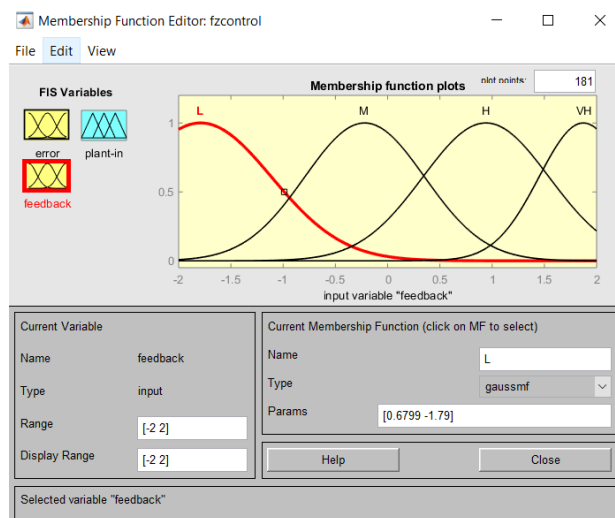 Membership Function Editor: fzcontrol
File Edit View
FIS Variables
error plant-in
feedback
Membership function plots plot points: 181
L M H VH
1
0.5
0
-2 -1.5 -1 -0.5 0 0.5 1 1.5 2
input variable "feedback"
Current Variable
Name feedback
Type input
Range [-2 2]
Display Range [-2 2]
Current Membership Function (click on MF to select)
Name L
Type gaussmf
Params [0.6799 -1.79]
Help Close
Selected variable "feedback"